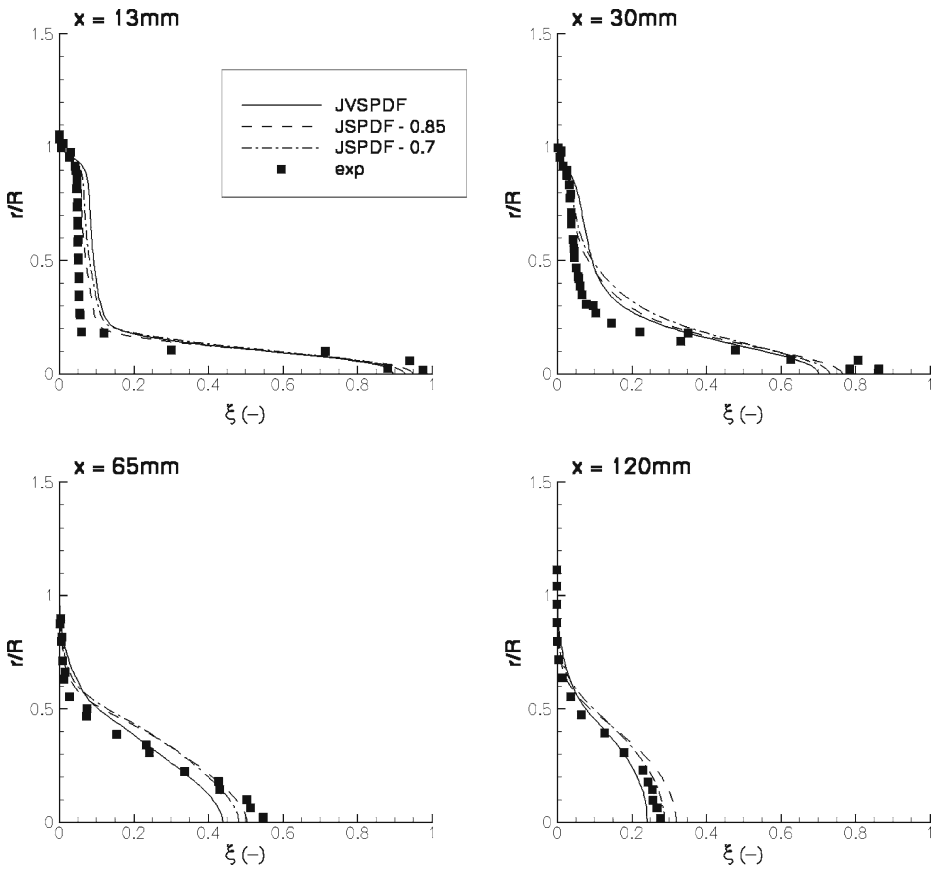 x = 13mm
1.5
1
0.5
0
r/R
JVSPDF
JSPDF - 0.85
JSPDF - 0.7
exp
0 0.2 0.4 0.6 0.8 1
ξ (–)
x = 30mm
1.5
1
0.5
0
r/R
0 0.2 0.4 0.6 0.8 1
ξ (–)
x = 65mm
1.5
1
0.5
0
r/R
0 0.2 0.4 0.6 0.8 1
ξ (–)
x = 120mm
1.5
1
0.5
0
r/R
0 0.2 0.4 0.6 0.8 1
ξ (–)